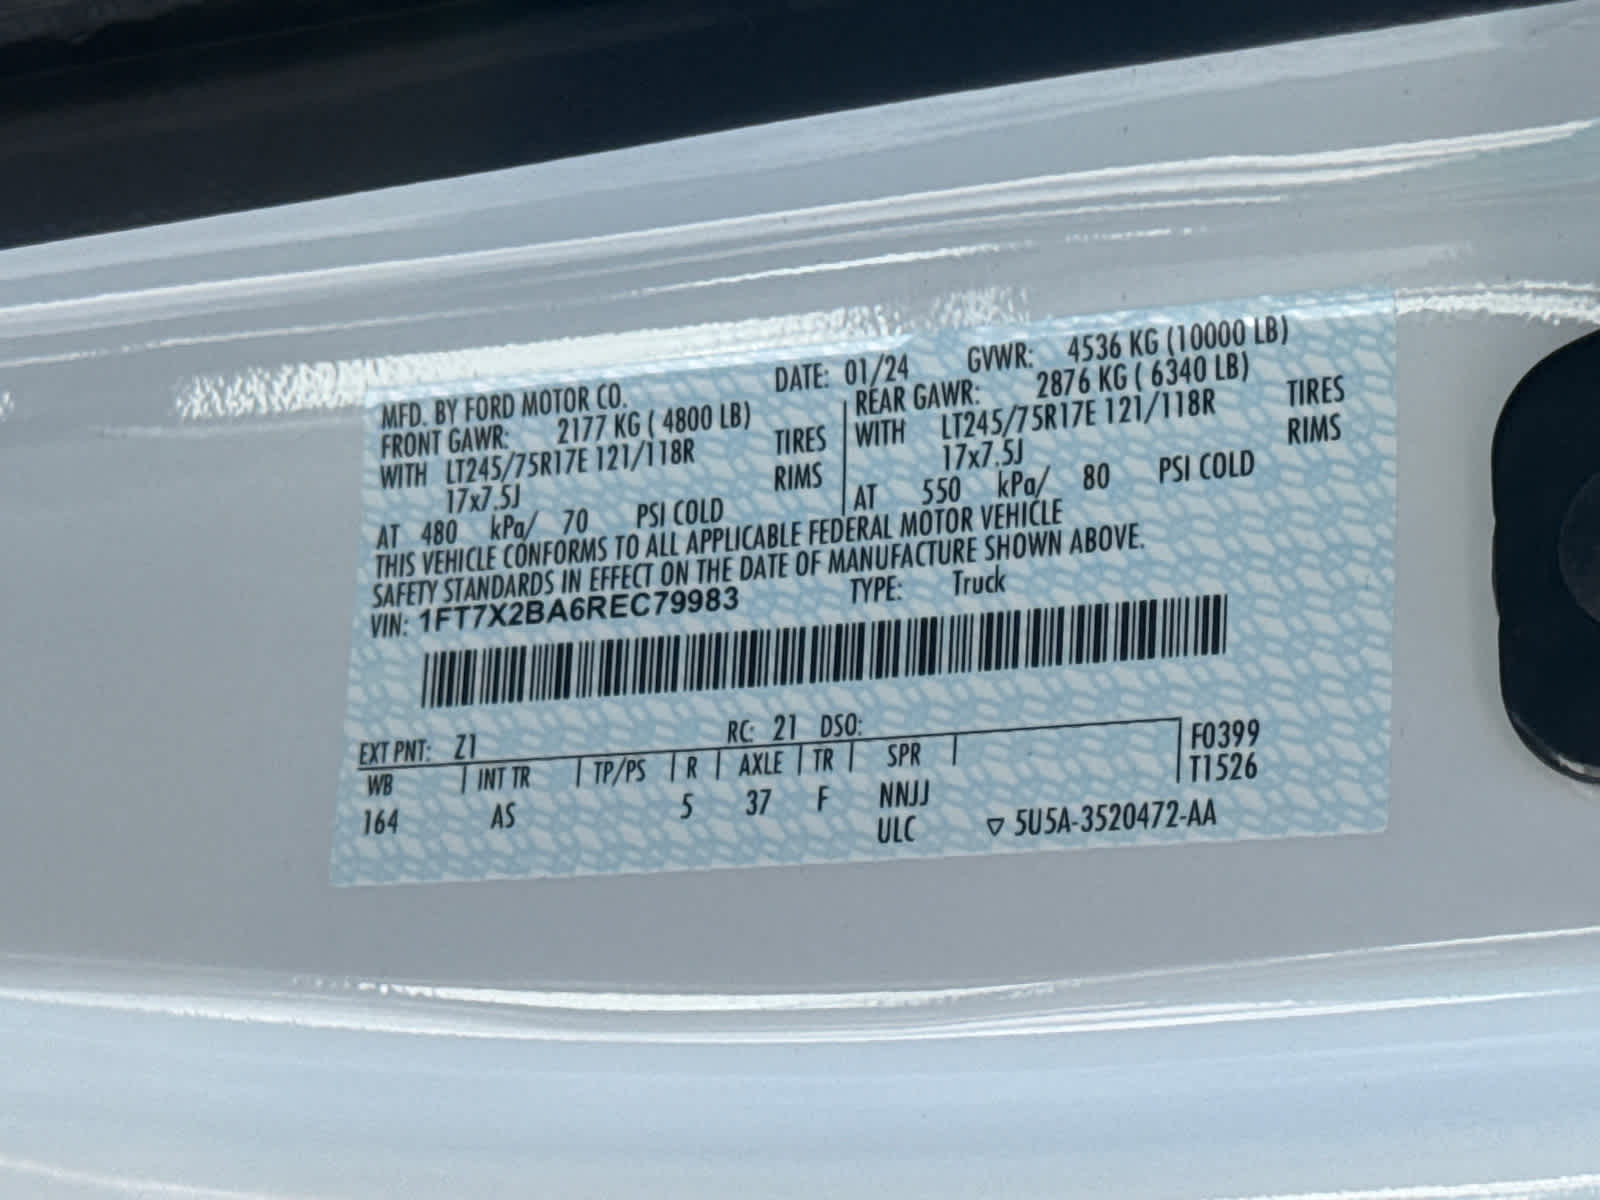 MFD. BY FORD MOTOR CO. DATE: 01/24 GVWR: 4536 KG (10000 LB)
FRONT GAWR: 2177 KG ( 4800 LB) REAR GAWR: 2876 KG ( 6340 LB)
WITH LT245/75R17E 121/118R TIRES WITH LT245/75R17E 121/118R TIRES
17x7.5J RIMS 17x7.5J RIMS
AT 480 kPa/ 70 PSI COLD AT 550 kPa/ 80 PSI COLD
THIS VEHICLE CONFORMS TO ALL APPLICABLE FEDERAL MOTOR VEHICLE
SAFETY STANDARDS IN EFFECT ON THE DATE OF MANUFACTURE SHOWN ABOVE.
VIN: 1FT7X2BA6REC79983 TYPE: Truck
EXT PNT: Z1 RC: 21 DSO: F0399
WB INT TR TP/PS R AXLE TR SPR T1526
164 AS 5 37 F NNJJ
ULC ▽ 5U5A-3520472-AA